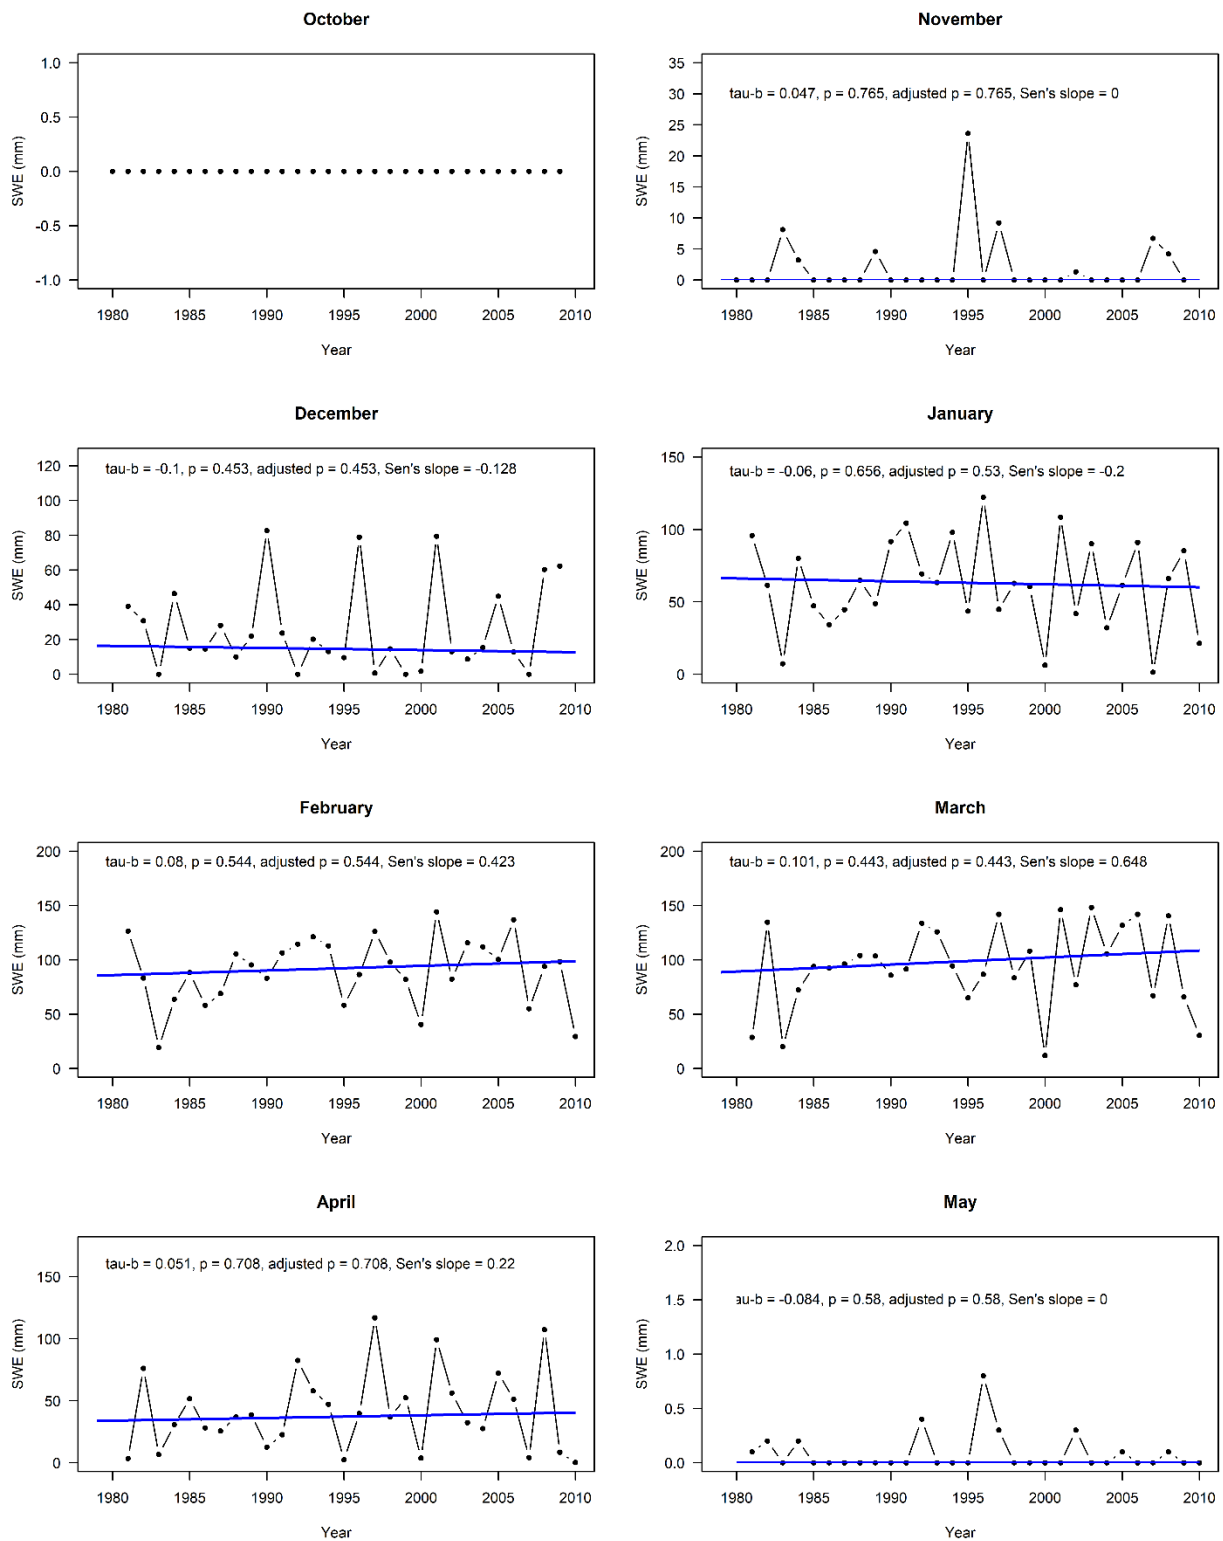 October
1.0
0.5
0.0
-0.5
-1.0
SWE (mm)
1980 1985 1990 1995 2000 2005 2010
Year
November
tau-b = 0.047, p = 0.765, adjusted p = 0.765, Sen's slope = 0
35
30
25
20
15
10
5
0
SWE (mm)
1980 1985 1990 1995 2000 2005 2010
Year
December
tau-b = -0.1, p = 0.453, adjusted p = 0.453, Sen's slope = -0.128
120
100
80
60
40
20
0
SWE (mm)
1980 1985 1990 1995 2000 2005 2010
Year
January
tau-b = -0.06, p = 0.656, adjusted p = 0.53, Sen's slope = -0.2
150
100
50
0
SWE (mm)
1980 1985 1990 1995 2000 2005 2010
Year
February
tau-b = 0.08, p = 0.544, adjusted p = 0.544, Sen's slope = 0.423
200
150
100
50
0
SWE (mm)
1980 1985 1990 1995 2000 2005 2010
Year
March
tau-b = 0.101, p = 0.443, adjusted p = 0.443, Sen's slope = 0.648
200
150
100
50
0
SWE (mm)
1980 1985 1990 1995 2000 2005 2010
Year
April
tau-b = 0.051, p = 0.708, adjusted p = 0.708, Sen's slope = 0.22
150
100
50
0
SWE (mm)
1980 1985 1990 1995 2000 2005 2010
Year
May
au-b = -0.084, p = 0.58, adjusted p = 0.58, Sen's slope = 0
2.0
1.5
1.0
0.5
0.0
SWE (mm)
1980 1985 1990 1995 2000 2005 2010
Year